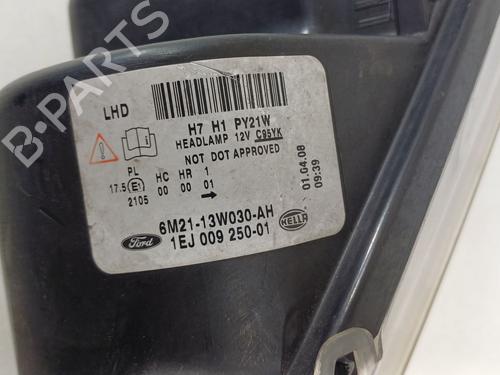 B-PARTS
LHD
H7 H1 PY21W
HEADLAMP 12V C95YK
NOT DOT APPROVED
PL HC HR 1
17.5 E1 00 00 01
2105
01.04.08
09:39
6M21-13W030-AH
1EJ 009 250-01
Ford
HELLA